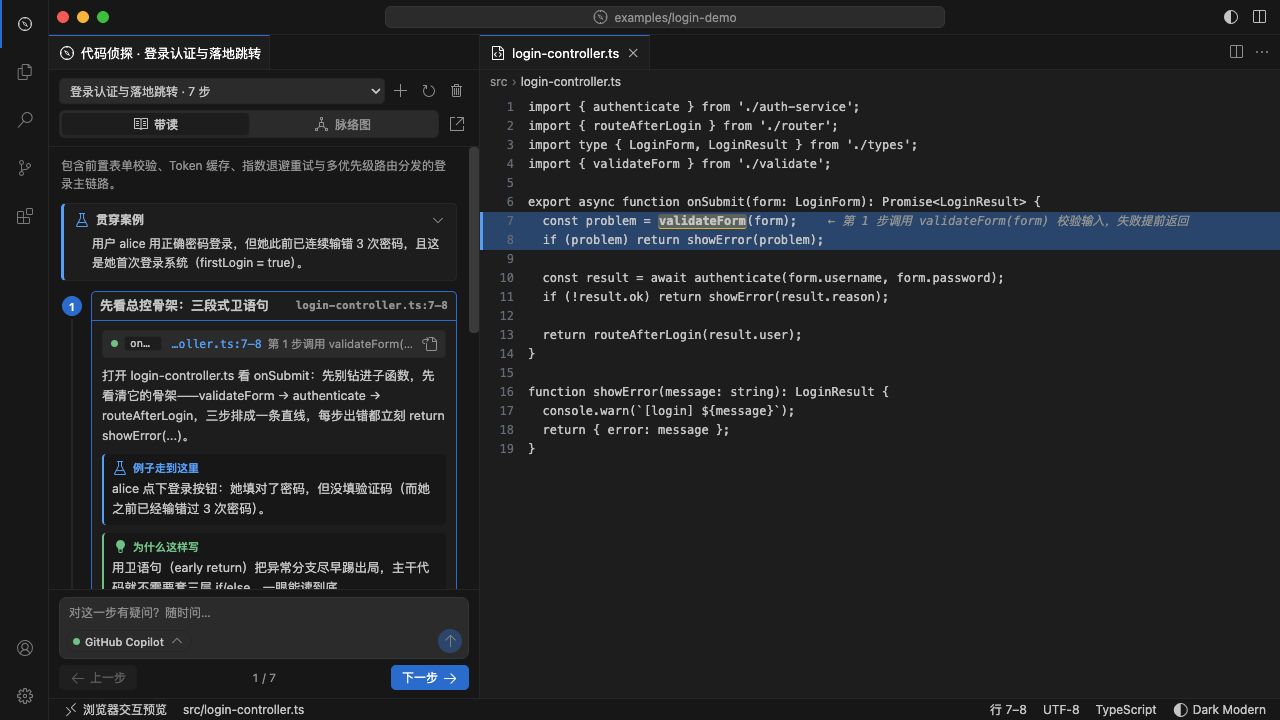 examples/login-demo
代码侦探 · 登录认证与落地跳转
登录认证与落地跳转 · 7 步
带读
脉络图
包含前置表单校验、Token 缓存、指数退避重试与多优先级路由分发的登
录主链路。
贯穿案例
用户 alice 用正确密码登录，但她此前已连续输错 3 次密码，且这
是她首次登录系统（firstLogin = true）。
1
先看总控骨架：三段式卫语句
login-controller.ts:7–8
on...
...oller.ts:7–8 第 1 步调用 validateForm(...
打开 login-controller.ts 看 onSubmit：先别钻进子函数，先
看清它的骨架——validateForm → authenticate →
routeAfterLogin，三步排成一条直线，每步出错都立刻 return
showError(...)。
例子走到这里
alice 点下登录按钮：她填对了密码，但没填验证码（而她
之前已经输错过 3 次密码）。
为什么这样写
用卫语句（early return）把异常分支尽早踢出局，主干代
码就不需要套三层 if/else，一眼能读到底
对这一步有疑问？随时问...
GitHub Copilot
上一步
1 / 7
下一步
login-controller.ts
src › login-controller.ts
1 import { authenticate } from './auth-service';
2 import { routeAfterLogin } from './router';
3 import type { LoginForm, LoginResult } from './types';
4 import { validateForm } from './validate';
5
6 export async function onSubmit(form: LoginForm): Promise<LoginResult> {
7 const problem = validateForm(form); ← 第 1 步调用 validateForm(form) 校验输入，失败提前返回
8 if (problem) return showError(problem);
9
10 const result = await authenticate(form.username, form.password);
11 if (!result.ok) return showError(result.reason);
12
13 return routeAfterLogin(result.user);
14 }
15
16 function showError(message: string): LoginResult {
17 console.warn(`[login] ${message}`);
18 return { error: message };
19 }
浏览器交互预览
src/login-controller.ts
行 7–8
UTF-8
TypeScript
Dark Modern